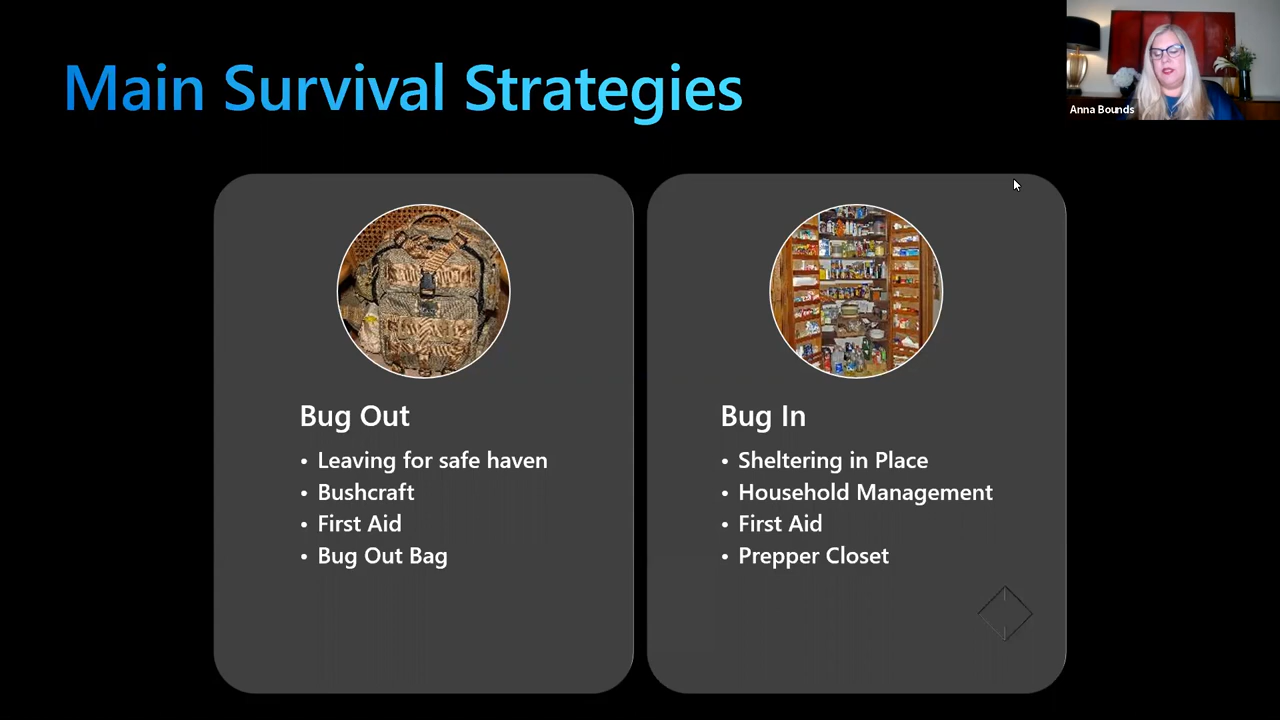 Main Survival Strategies
Anna Bounds
Bug Out
• Leaving for safe haven
• Bushcraft
• First Aid
• Bug Out Bag
Bug In
• Sheltering in Place
• Household Management
• First Aid
• Prepper Closet